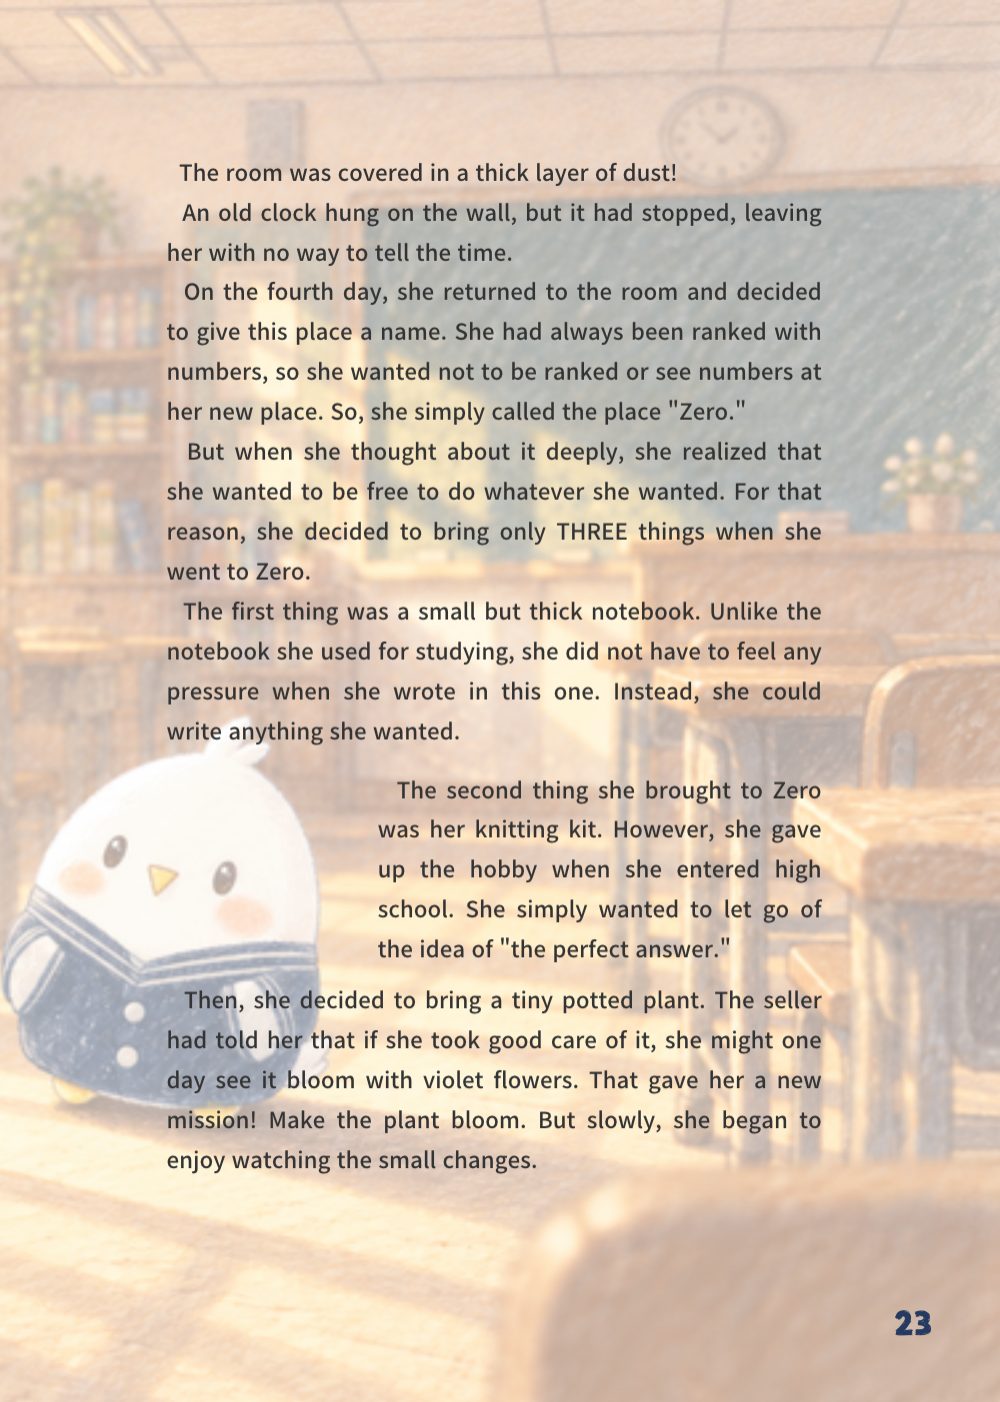 The room was covered in a thick layer of dust!
An old clock hung on the wall, but it had stopped, leaving
her with no way to tell the time.
On the fourth day, she returned to the room and decided
to give this place a name. She had always been ranked with
numbers, so she wanted not to be ranked or see numbers at
her new place. So, she simply called the place "Zero."
But when she thought about it deeply, she realized that
she wanted to be free to do whatever she wanted. For that
reason, she decided to bring only THREE things when she
went to Zero.
The first thing was a small but thick notebook. Unlike the
notebook she used for studying, she did not have to feel any
pressure when she wrote in this one. Instead, she could
write anything she wanted.
The second thing she brought to Zero
was her knitting kit. However, she gave
up the hobby when she entered high
school. She simply wanted to let go of
the idea of "the perfect answer."
Then, she decided to bring a tiny potted plant. The seller
had told her that if she took good care of it, she might one
day see it bloom with violet flowers. That gave her a new
mission! Make the plant bloom. But slowly, she began to
enjoy watching the small changes.
23